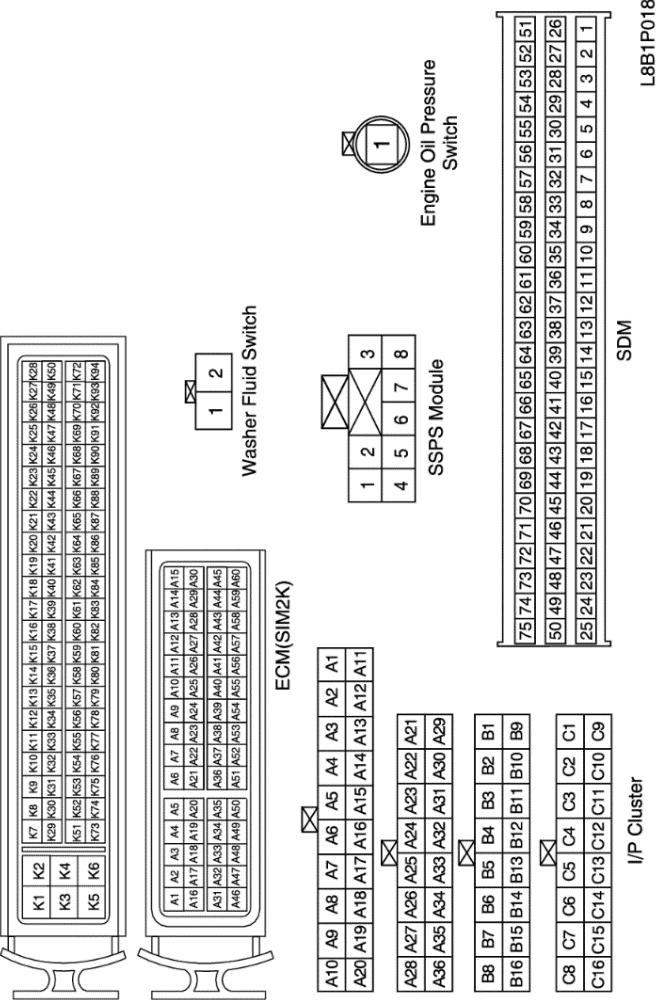 K1 K2
K3 K4
K5 K6
K7 K8 K9 K10 K11 K12 K13 K14 K15 K16 K17 K18 K19 K20 K21 K22 K23 K24 K25 K26 K27 K28
K29 K30 K31 K32 K33 K34 K35 K36 K37 K38 K39 K40 K41 K42 K43 K44 K45 K46 K47 K48 K49 K50
K51 K52 K53 K54 K55 K56 K57 K58 K59 K60 K61 K62 K63 K64 K65 K66 K67 K68 K69 K70 K71 K72
K73 K74 K75 K76 K77 K78 K79 K80 K81 K82 K83 K84 K85 K86 K87 K88 K89 K90 K91 K92 K93 K94
A1 A2 A3 A4 A5 A6 A7 A8 A9 A10 A11 A12 A13 A14 A15
A16 A17 A18 A19 A20 A21 A22 A23 A24 A25 A26 A27 A28 A29 A30
A31 A32 A33 A34 A35 A36 A37 A38 A39 A40 A41 A42 A43 A44 A45
A46 A47 A48 A49 A50 A51 A52 A53 A54 A55 A56 A57 A58 A59 A60
ECM(SIM2K)
1 2
Washer Fluid Switch
1 2 3
4 5 6 7 8
SSPS Module
1
Engine Oil Pressure
Switch
A10 A9 A8 A7 A6 A5 A4 A3 A2 A1
A20 A19 A18 A17 A16 A15 A14 A13 A12 A11
A28 A27 A26 A25 A24 A23 A22 A21
A36 A35 A34 A33 A32 A31 A30 A29
B8 B7 B6 B5 B4 B3 B2 B1
B16 B15 B14 B13 B12 B11 B10 B9
C8 C7 C6 C5 C4 C3 C2 C1
C16 C15 C14 C13 C12 C11 C10 C9
I/P Cluster
75 74 73 72 71 70 69 68 67 66 65 64 63 62 61 60 59 58 57 56 55 54 53 52 51
50 49 48 47 46 45 44 43 42 41 40 39 38 37 36 35 34 33 32 31 30 29 28 27 26
25 24 23 22 21 20 19 18 17 16 15 14 13 12 11 10 9 8 7 6 5 4 3 2 1
SDM
L8B1P018